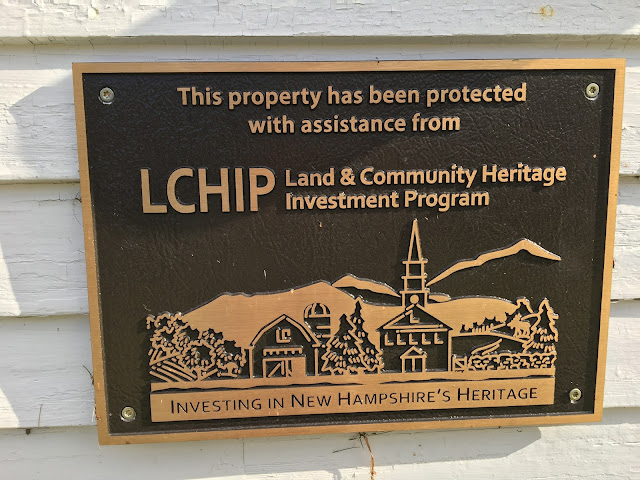 This property has been protected
with assistance from
LCHIP Land & Community Heritage
Investment Program
INVESTING IN NEW HAMPSHIRE'S HERITAGE